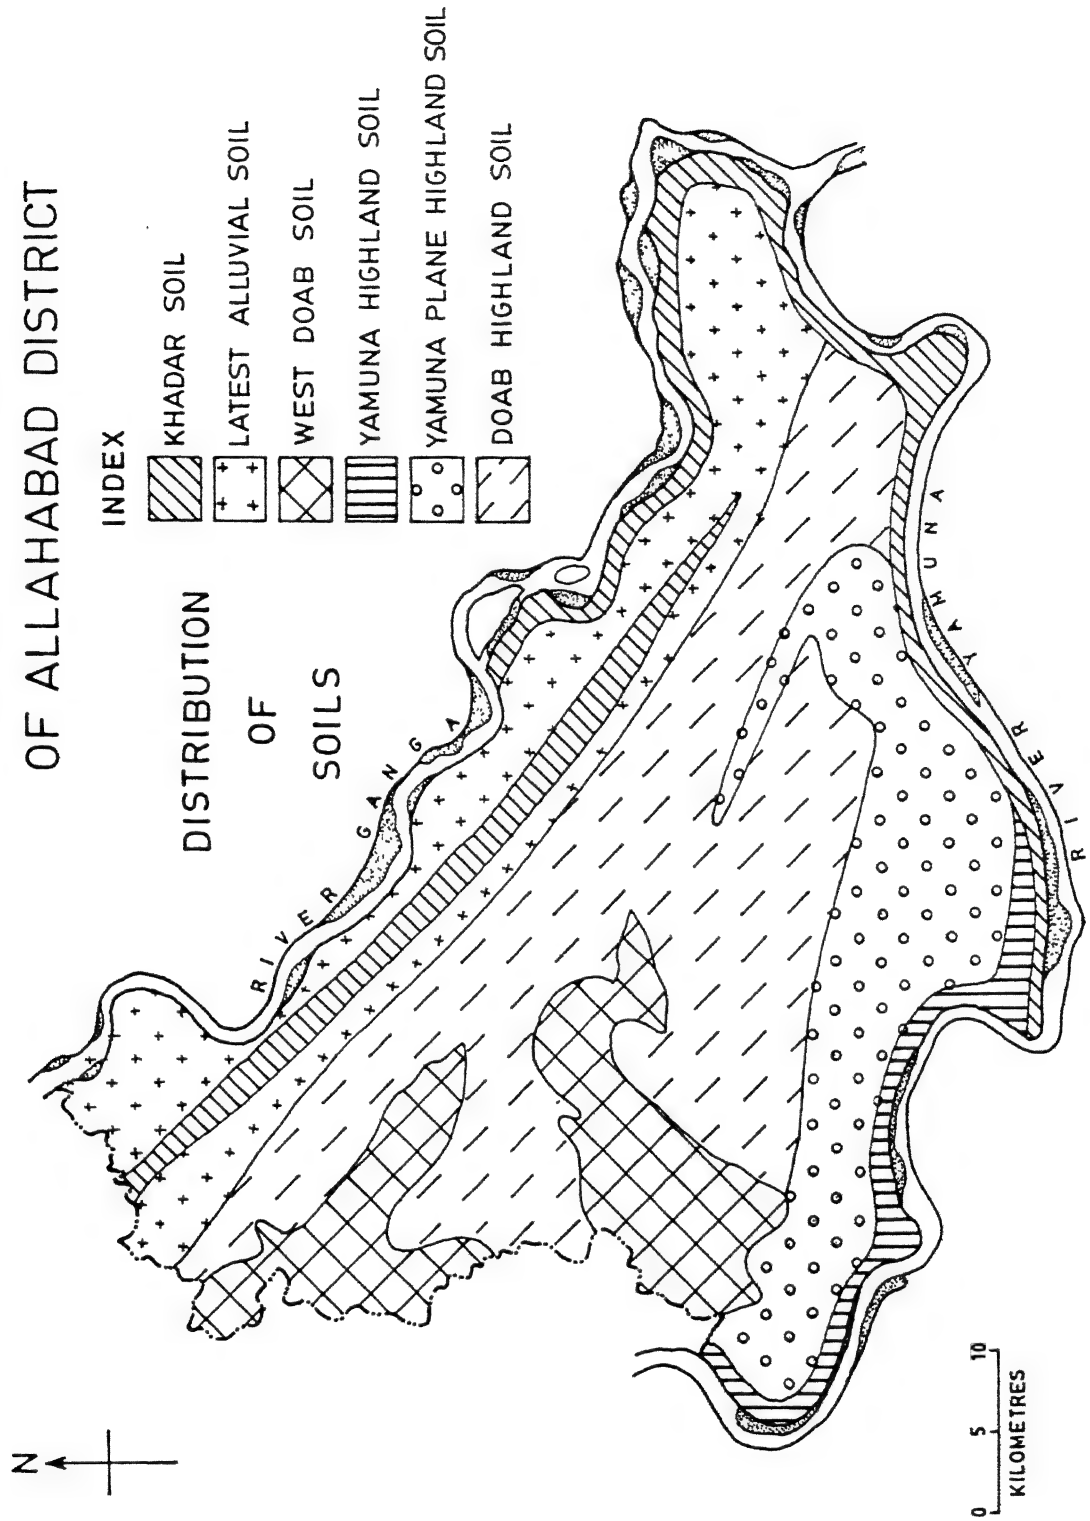 OF ALLAHABAD DISTRICT
DISTRIBUTION
OF
SOILS
INDEX
KHADAR SOIL
LATEST ALLUVIAL SOIL
WEST DOAB SOIL
YAMUNA HIGHLAND SOIL
YAMUNA PLANE HIGHLAND SOIL
DOAB HIGHLAND SOIL
N
RIVER GANGA
RIVER YAMUNA
0 5 10
KILOMETRES